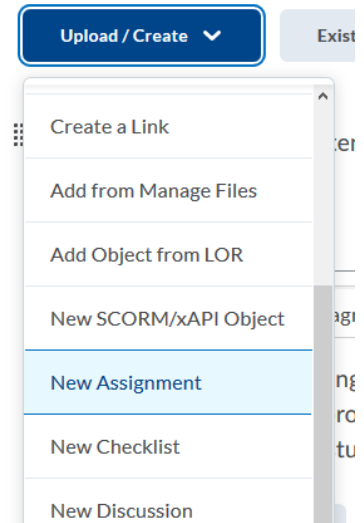 Upload / Create
Exist
Create a Link
Add from Manage Files
Add Object from LOR
New SCORM/xAPI Object
New Assignment
New Checklist
New Discussion